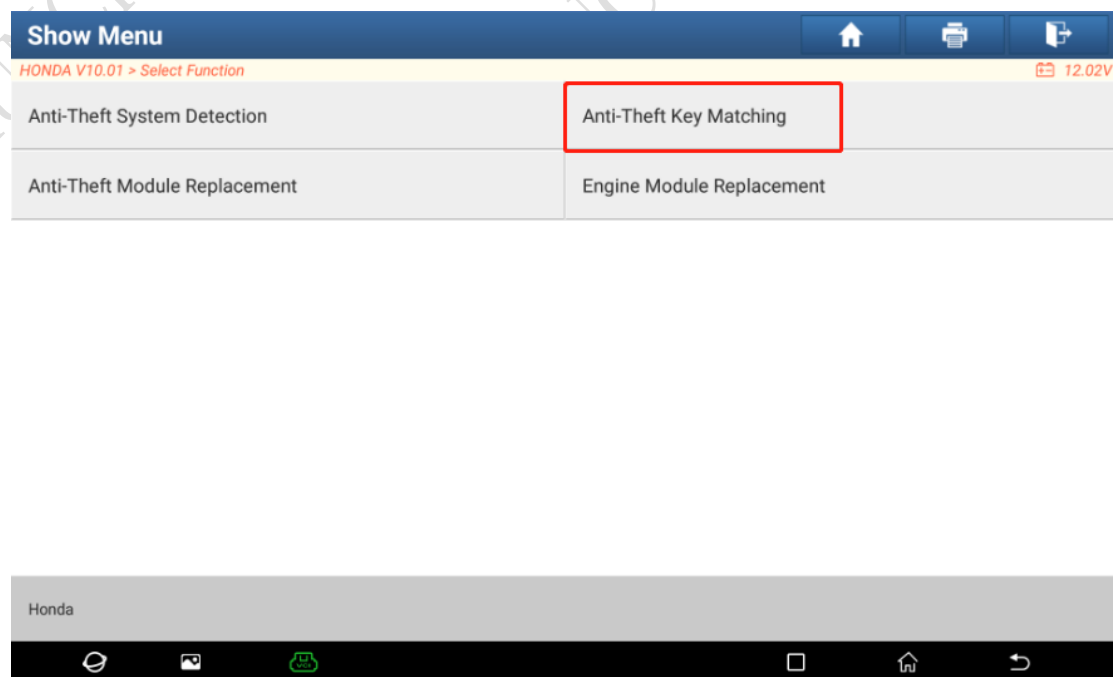 Show Menu
HONDA V10.01 > Select Function
12.02V
Anti-Theft System Detection
Anti-Theft Key Matching
Anti-Theft Module Replacement
Engine Module Replacement
Honda